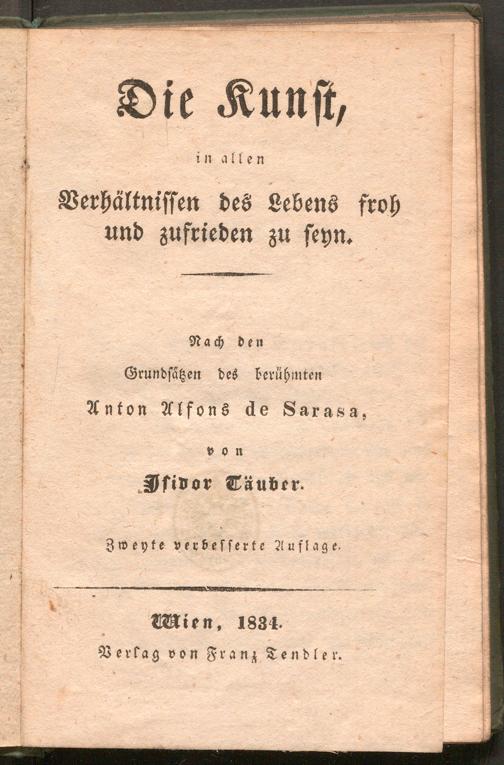 Die Kunst,
in allen
Verhältnissen des Lebens froh
und zufrieden zu seyn.
Nach den
Grundsätzen des berühmten
Anton Alfons de Sarasa,
von
Isidor Täuber.
Zweyte verbesserte Auflage.
Wien, 1834.
Verlag von Franz Tendler.